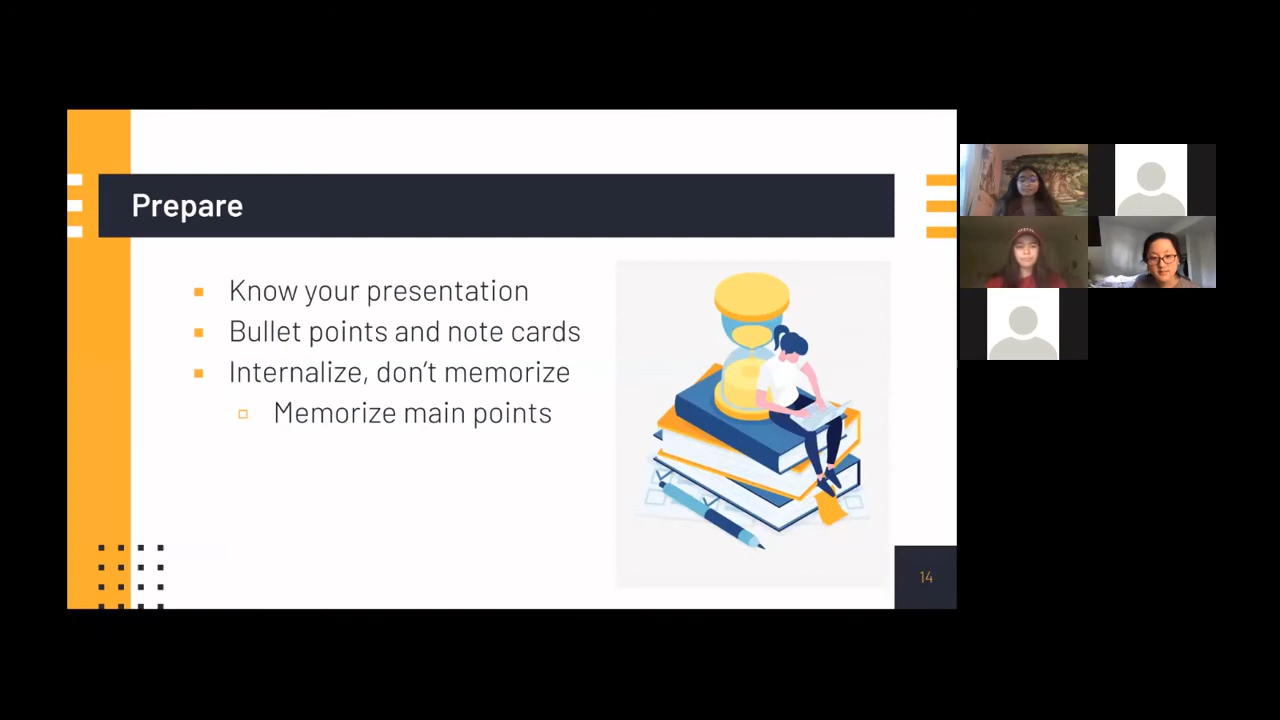 Prepare
Know your presentation
Bullet points and note cards
Internalize, don't memorize
Memorize main points
14